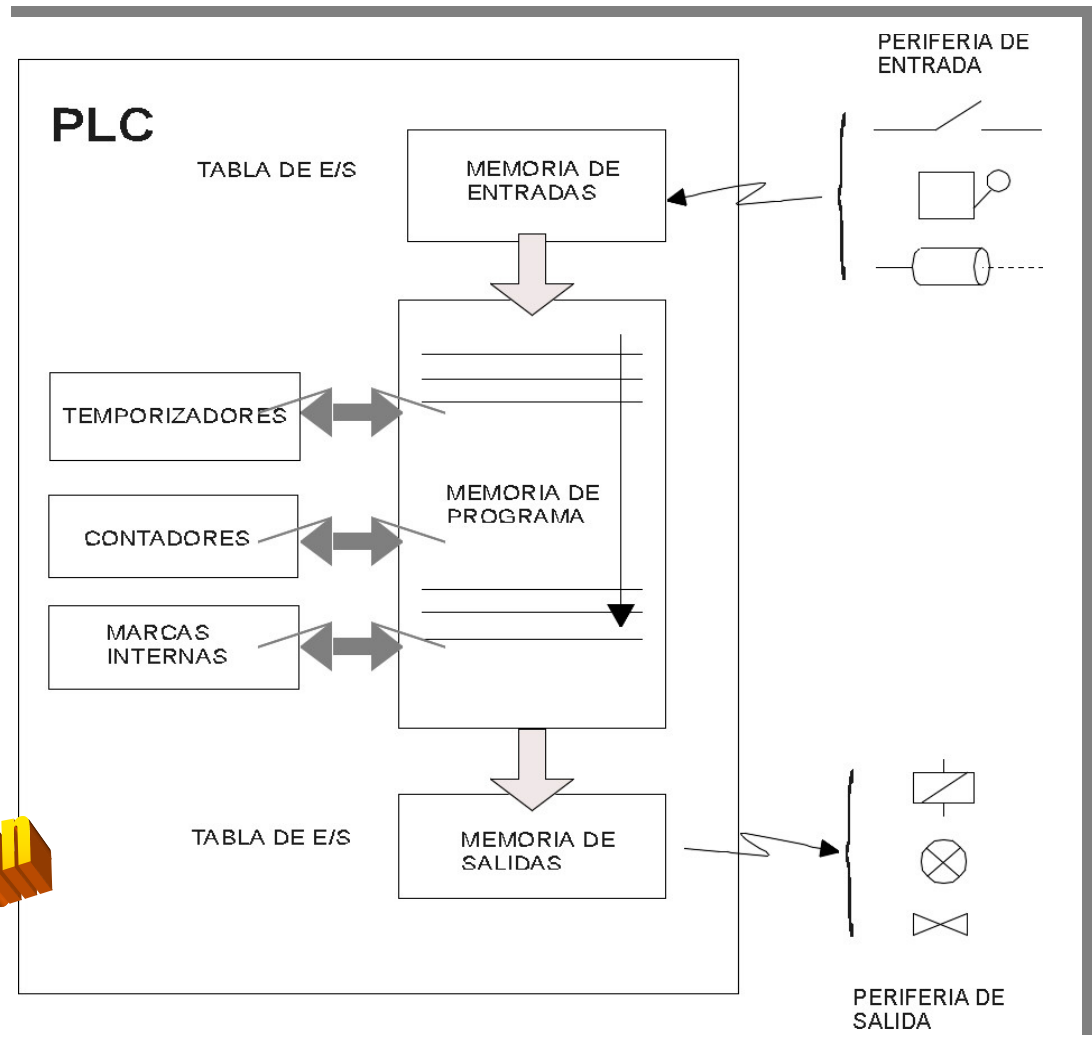 PERIFERIA DE
ENTRADA
PLC
TABLA DE E/S
MEMORIA DE
ENTRADAS
TEMPORIZADORES
MEMORIA DE
PROGRAMA
CONTADORES
MARCAS
INTERNAS
TABLA DE E/S
MEMORIA DE
SALIDAS
PERIFERIA DE
SALIDA